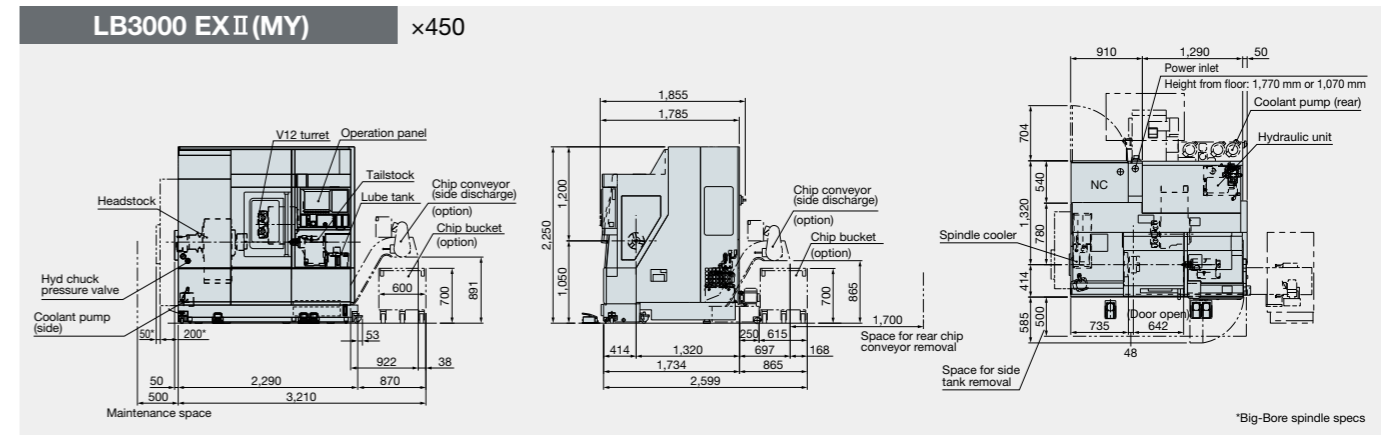 LB3000 EXⅡ(MY)
×450
V12 turret
Operation panel
Tailstock
Lube tank
Headstock
Chip conveyor
(side discharge)
(option)
Chip bucket
(option)
Hyd chuck
pressure valve
Coolant pump
(side)
600
700
891
50*
200*
53
922
38
50
2,290
870
500
3,210
Maintenance space
1,855
1,785
2,250
1,200
1,050
Chip conveyor
(side discharge)
(option)
Chip bucket
(option)
700
865
1,700
Space for rear chip
conveyor removal
250
615
414
1,320
697
168
1,734
865
2,599
910
1,290
50
Power inlet
Height from floor: 1,770 mm or 1,070 mm
Coolant pump (rear)
Hydraulic unit
704
540
1,320
780
414
585
500
NC
Spindle cooler
(Door open)
735
642
48
Space for side
tank removal
*Big-Bore spindle specs